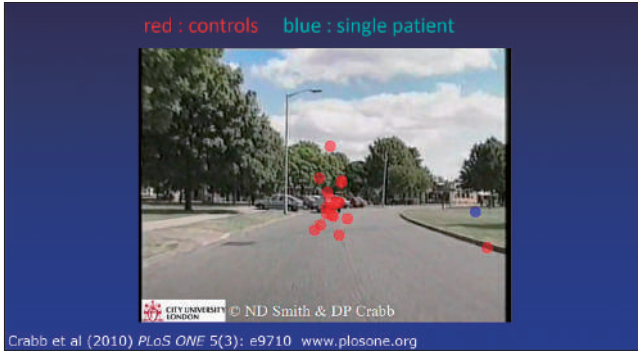 red : controls blue : single patient
CITY UNIVERSITY
LONDON
© ND Smith & DP Crabb
Crabb et al (2010) PLoS ONE 5(3): e9710 www.plosone.org